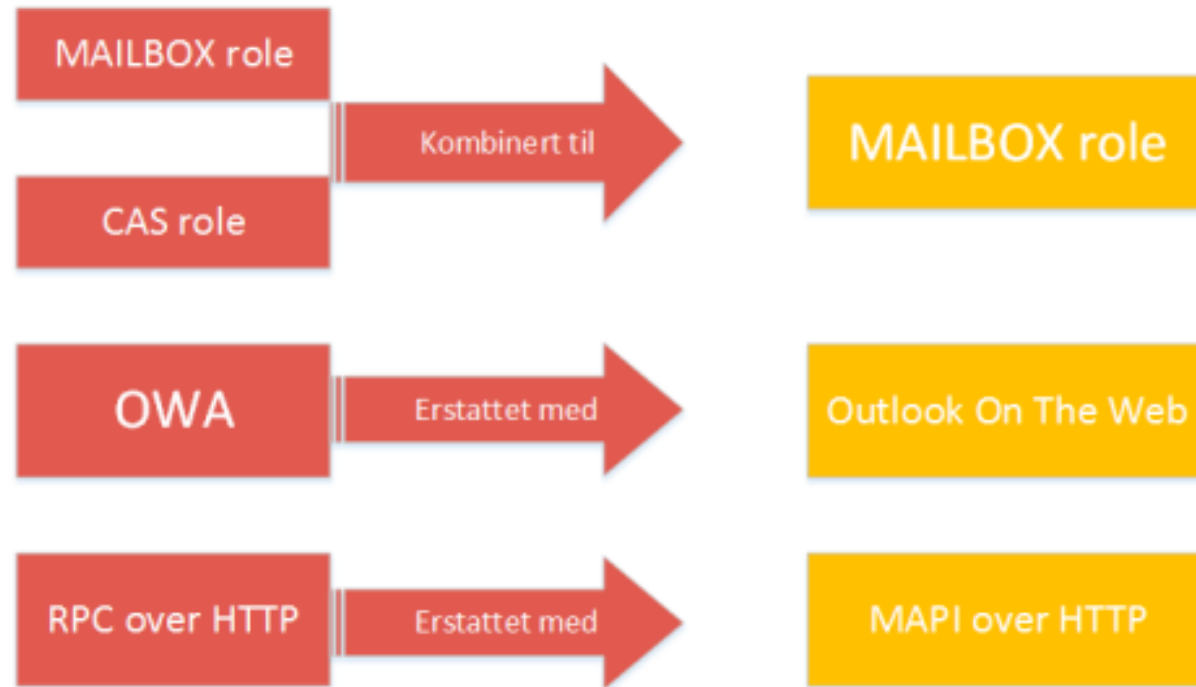 MAILBOX role
Kombinert til
MAILBOX role
CAS role
OWA
Erstattet med
Outlook On The Web
RPC over HTTP
Erstattet med
MAPI over HTTP